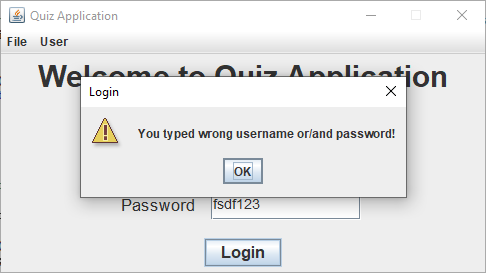 Quiz Application
File User
Welcome to Quiz Application
Login
You typed wrong username or/and password!
OK
Password fsdf123
Login